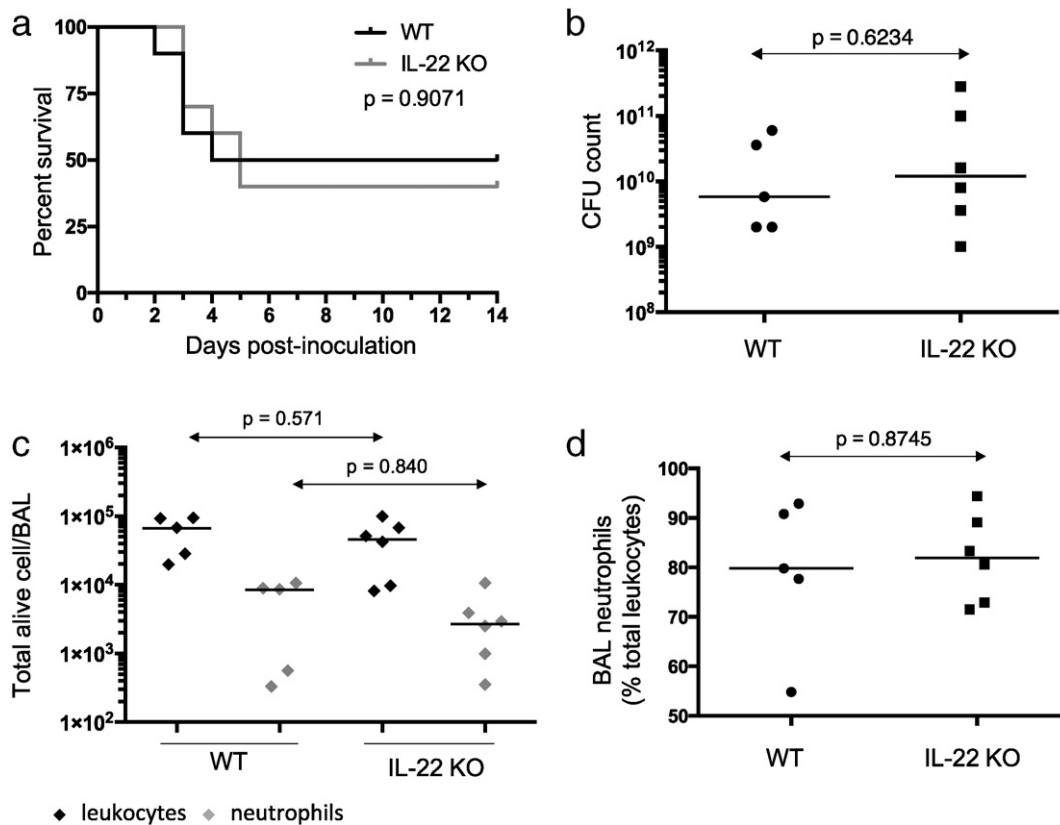 a
100
75
50
25
0
Percent survival
WT
IL-22 KO
p = 0.9071
0 2 4 6 8 10 12 14
Days post-inoculation
b
p = 0.6234
10¹²
10¹¹
10¹⁰
10⁹
10⁸
CFU count
WT IL-22 KO
c
p = 0.571
p = 0.840
1×10⁶
1×10⁵
1×10⁴
1×10³
1×10²
Total alive cell/BAL
WT IL-22 KO
leukocytes neutrophils
d
p = 0.8745
100
90
80
70
60
50
BAL neutrophils
(% total leukocytes)
WT IL-22 KO